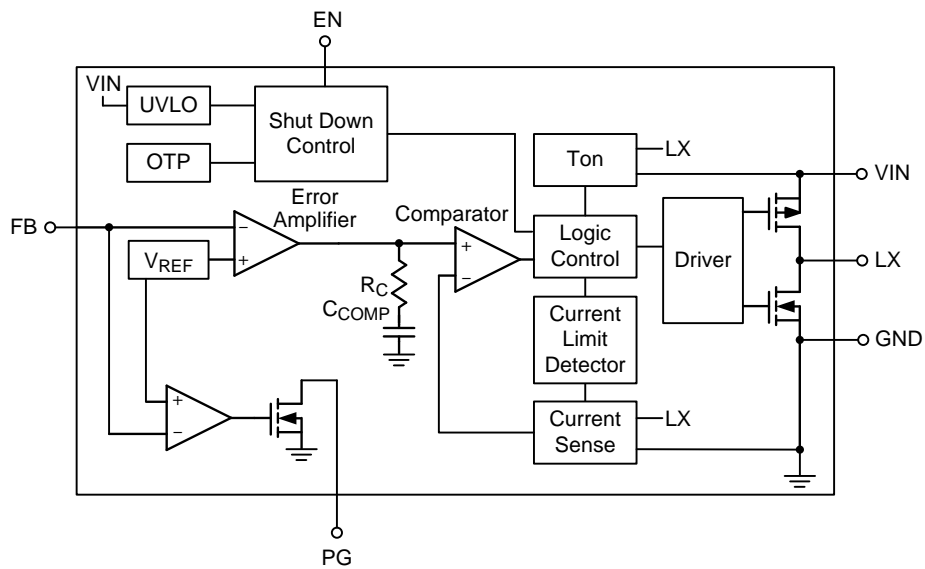 EN
VIN
UVLO
OTP
Shut Down
Control
Ton
LX
VIN
Error
Amplifier
Comparator
FB
−
+
VREF
RC
CCOMP
+
−
Logic
Control
Driver
LX
Current
Limit
Detector
GND
+
−
Current
Sense
LX
PG